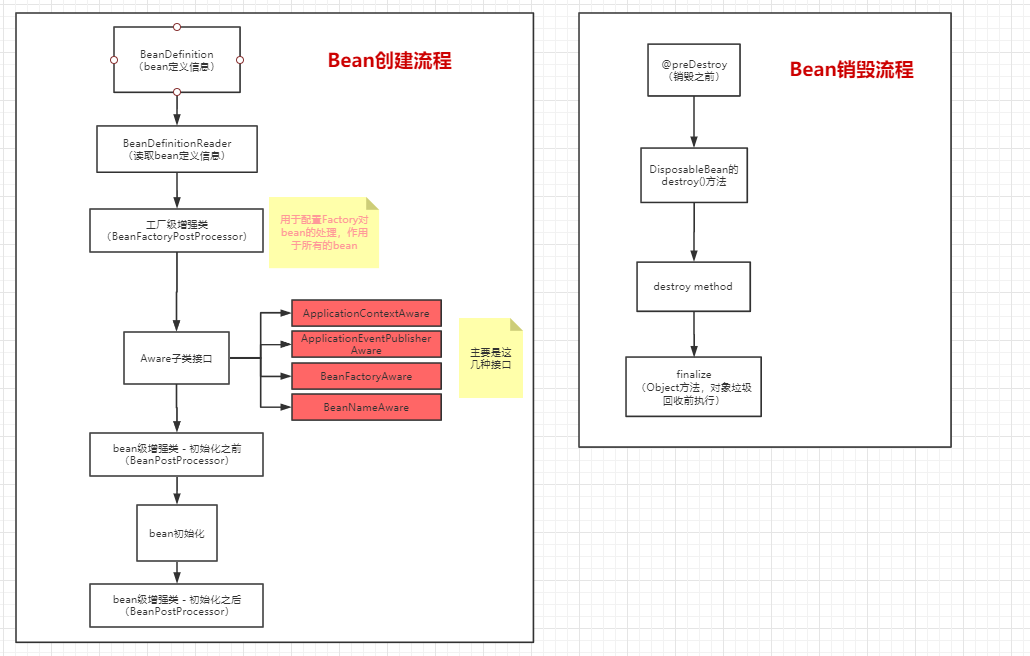 Bean创建流程
BeanDefinition
（bean定义信息）
BeanDefinitionReader
（读取bean定义信息）
工厂级增强类
（BeanFactoryPostProcessor）
用于配置Factory对
bean的处理，作用
于所有的bean
Aware子类接口
ApplicationContextAware
ApplicationEventPublisher
Aware
BeanFactoryAware
BeanNameAware
主要是这
几种接口
bean级增强类 - 初始化之前
（BeanPostProcessor）
bean初始化
bean级增强类 - 初始化之后
（BeanPostProcessor）
Bean销毁流程
@preDestroy
（销毁之前）
DisposableBean的
destroy()方法
destroy method
finalize
（Object方法，对象垃圾
回收前执行）